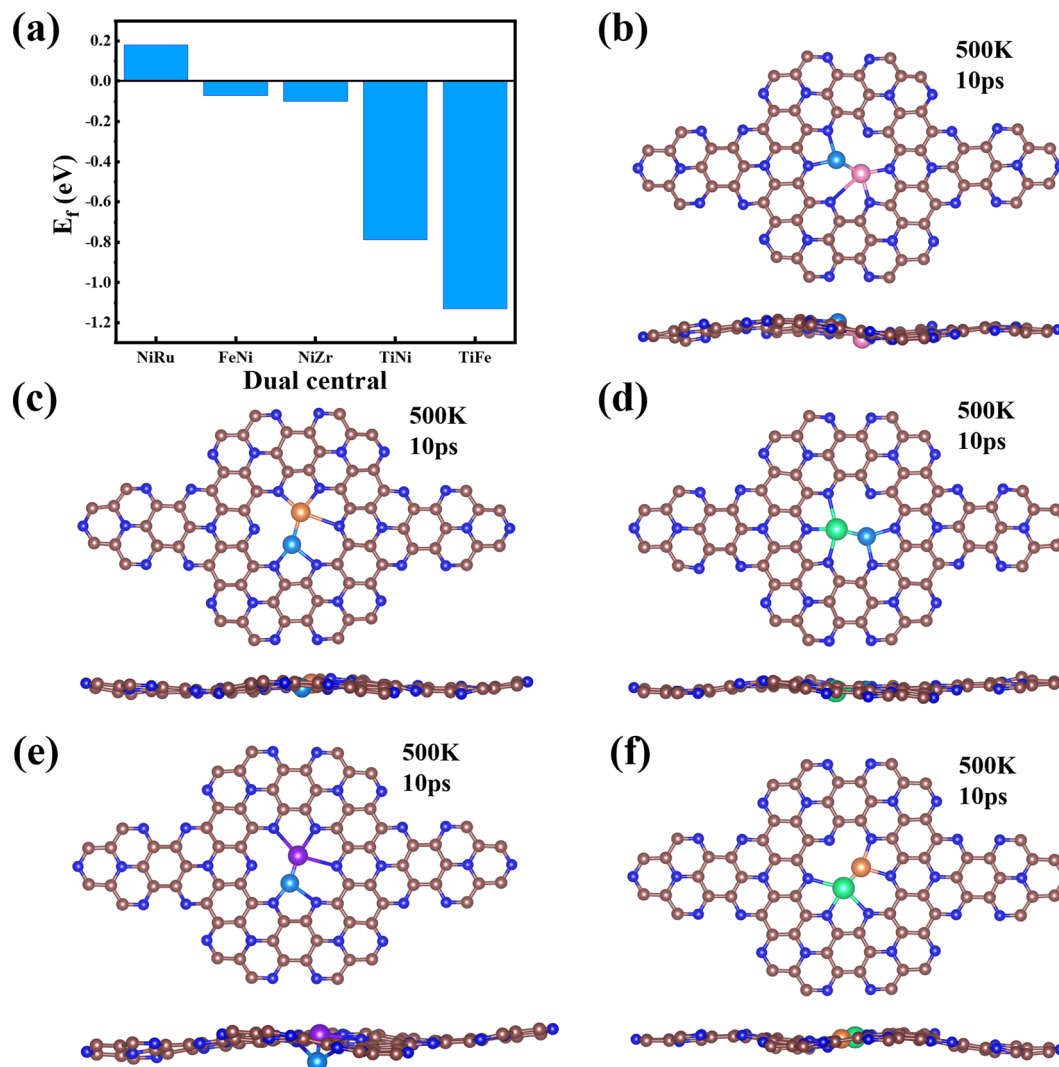 (a)
0.2
0.0
-0.2
-0.4
-0.6
-0.8
-1.0
-1.2
E_f (eV)
NiRu FeNi NiZr TiNi TiFe
Dual central
(b)
500K
10ps
(c)
500K
10ps
(d)
500K
10ps
(e)
500K
10ps
(f)
500K
10ps